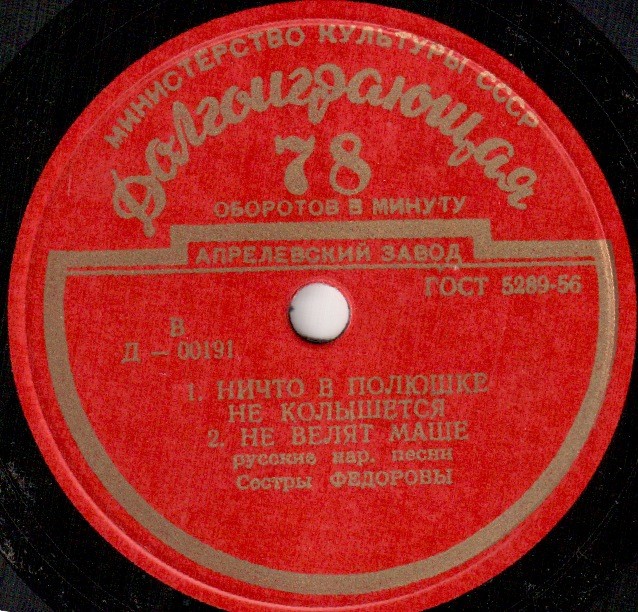 МИНИСТЕРСТВО КУЛЬТУРЫ СССР
Долгоиграющая
78
ОБОРОТОВ В МИНУТУ
АПРЕЛЕВСКИЙ ЗАВОД
ГОСТ 5289-56
В
Д – 00191
1. НИЧТО В ПОЛЮШКЕ
НЕ КОЛЫШЕТСЯ
2. НЕ ВЕЛЯТ МАШЕ
русские нар. песни
Сестры ФЕДОРОВЫ